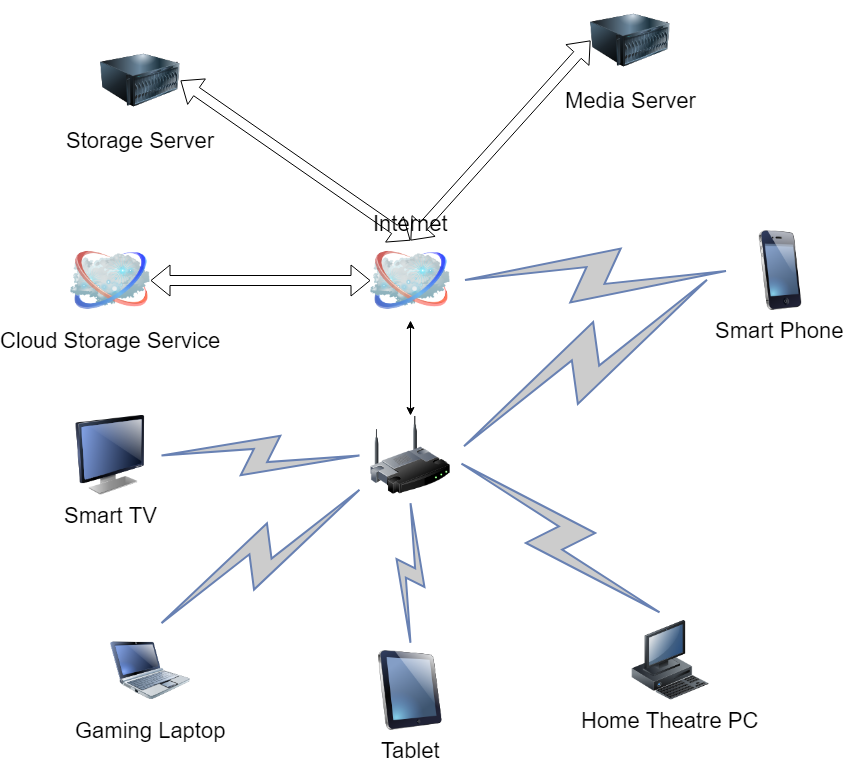 Media Server
Storage Server
Internet
Smart Phone
Cloud Storage Service
Smart TV
Gaming Laptop
Home Theatre PC
Tablet